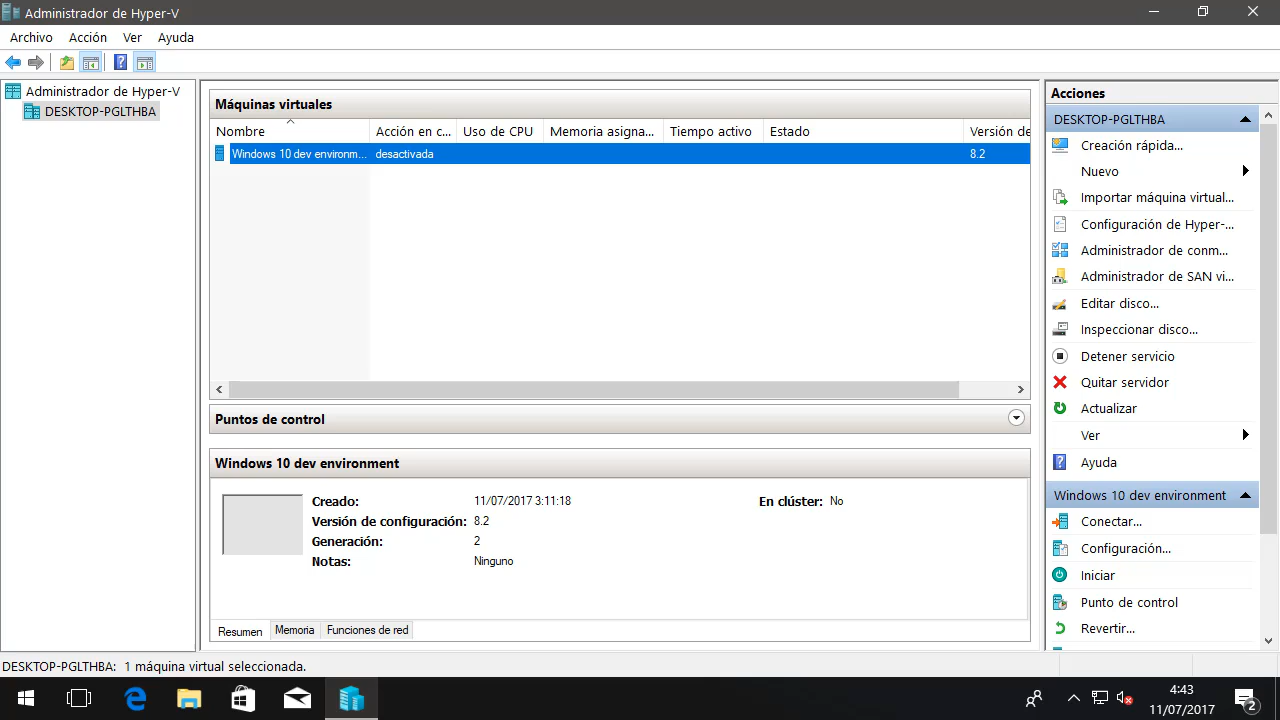 Administrador de Hyper-V
Archivo Acción Ver Ayuda
Administrador de Hyper-V
DESKTOP-PGLTHBA
Máquinas virtuales
Nombre Acción en c... Uso de CPU Memoria asigna... Tiempo activo Estado Versión de
Windows 10 dev environm... desactivada 8.2
Puntos de control
Windows 10 dev environment
Creado: 11/07/2017 3:11:18 En clúster: No
Versión de configuración: 8.2
Generación: 2
Notas: Ninguno
Resumen Memoria Funciones de red
Acciones
DESKTOP-PGLTHBA
Creación rápida...
Nuevo
Importar máquina virtual...
Configuración de Hyper-...
Administrador de conm...
Administrador de SAN vi...
Editar disco...
Inspeccionar disco...
Detener servicio
Quitar servidor
Actualizar
Ver
Ayuda
Windows 10 dev environment
Conectar...
Configuración...
Iniciar
Punto de control
Revertir...
DESKTOP-PGLTHBA: 1 máquina virtual seleccionada.
4:43
11/07/2017
2